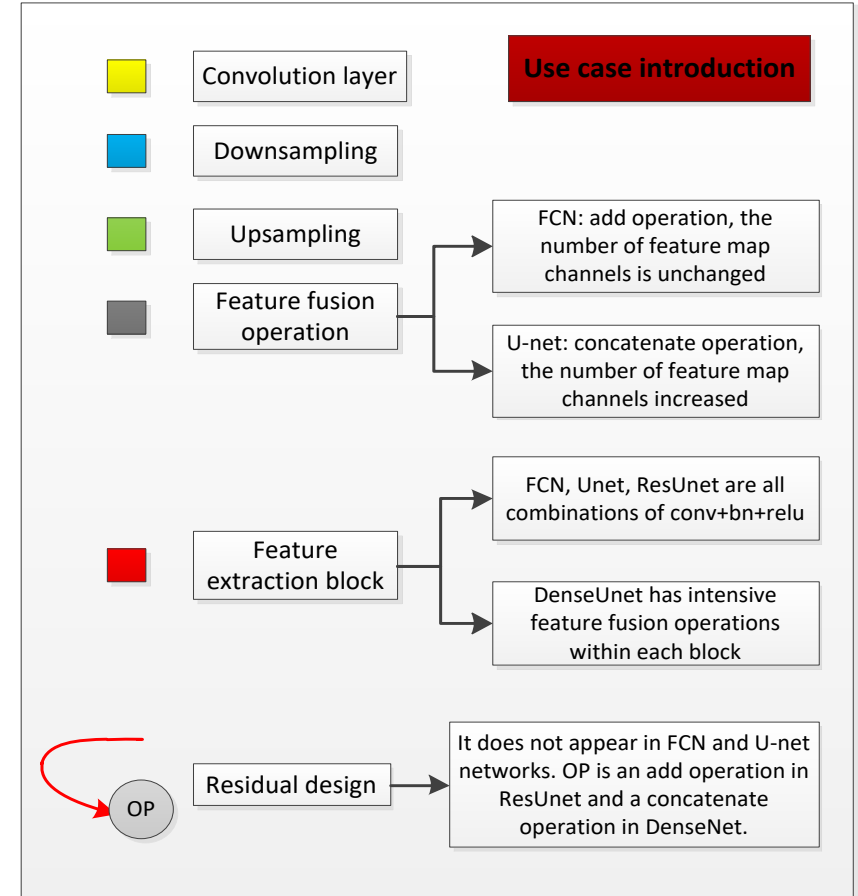 Convolution layer
Use case introduction
Downsampling
Upsampling
FCN: add operation, the
number of feature map
channels is unchanged
Feature fusion
operation
U-net: concatenate operation,
the number of feature map
channels increased
FCN, Unet, ResUnet are all
combinations of conv+bn+relu
Feature
extraction block
DenseUnet has intensive
feature fusion operations
within each block
OP
Residual design
It does not appear in FCN and U-net
networks. OP is an add operation in
ResUnet and a concatenate
operation in DenseNet.